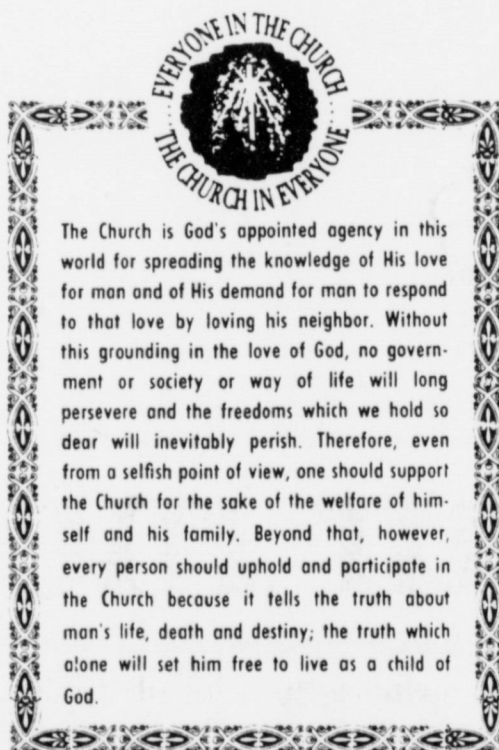 EVERYONE IN THE CHURCH
THE CHURCH IN EVERYONE
The Church is God's appointed agency in this
world for spreading the knowledge of His love
for man and of His demand for man to respond
to that love by loving his neighbor. Without
this grounding in the love of God, no govern-
ment or society or way of life will long
persevere and the freedoms which we hold so
dear will inevitably perish. Therefore, even
from a selfish point of view, one should support
the Church for the sake of the welfare of him-
self and his family. Beyond that, however,
every person should uphold and participate in
the Church because it tells the truth about
man's life, death and destiny; the truth which
alone will set him free to live as a child of
God.